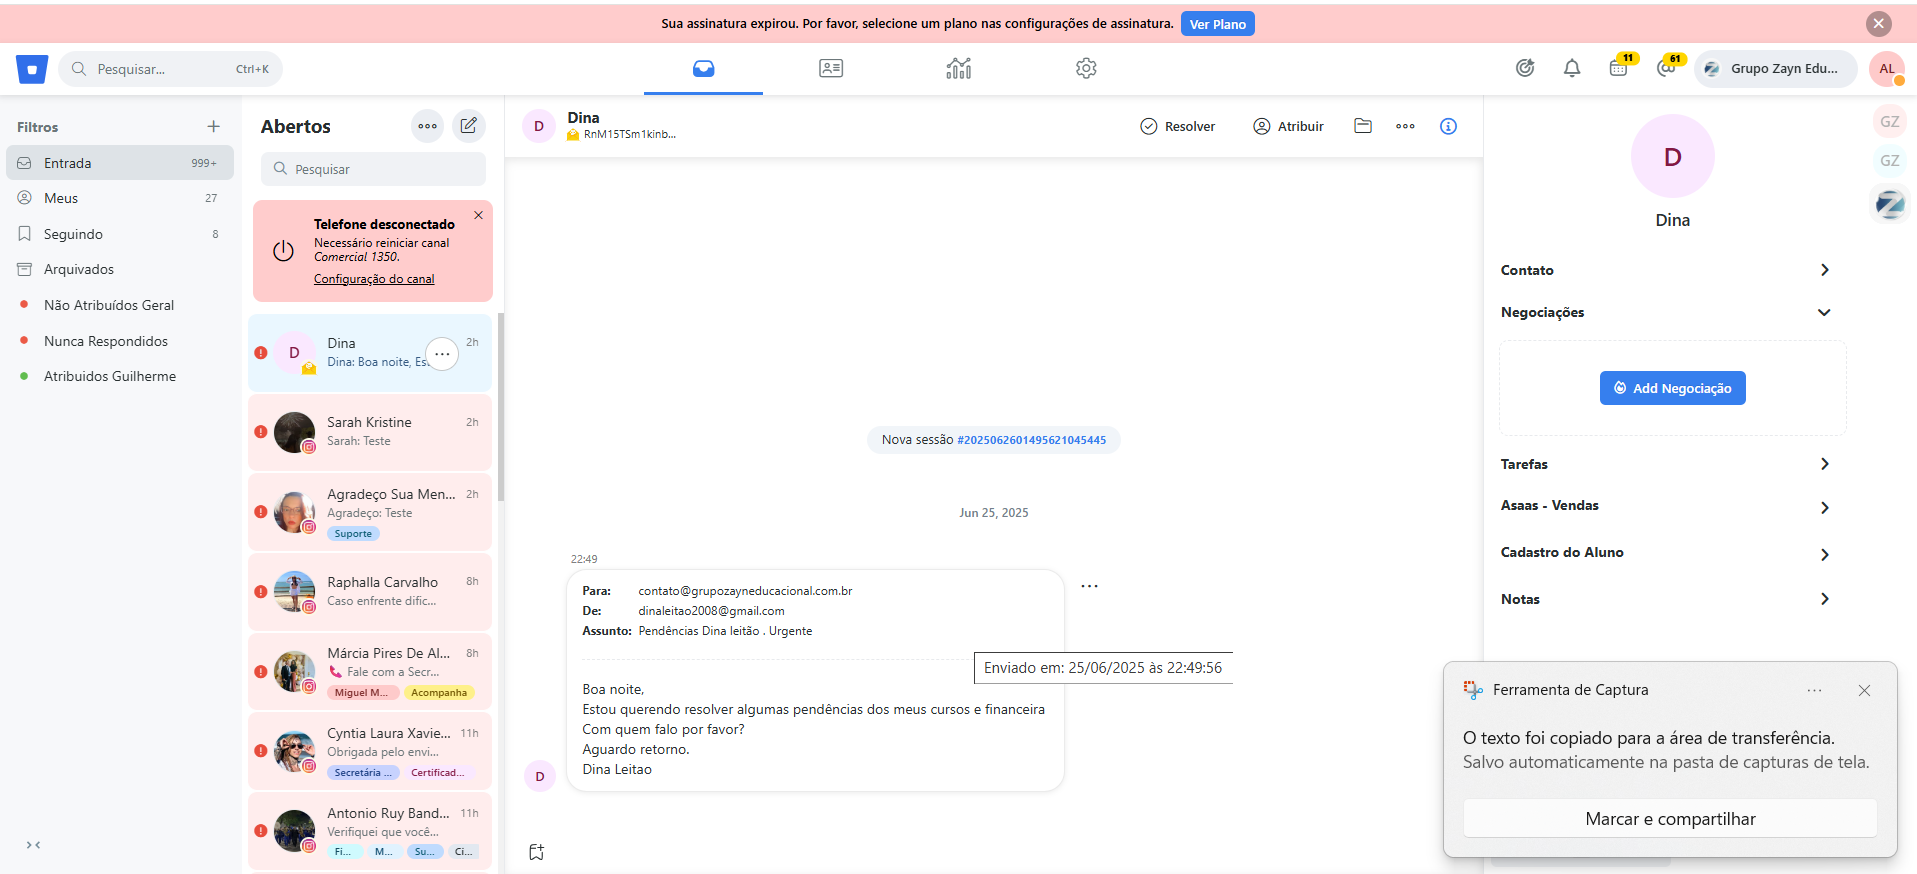 Sua assinatura expirou. Por favor, selecione um plano nas configurações de assinatura. Ver Plano
Pesquisar... Ctrl+K
11
61
Grupo Zayn Edu...
AL
Filtros
Entrada 999+
Meus 27
Seguindo 8
Arquivados
Não Atribuídos Geral
Nunca Respondidos
Atribuidos Guilherme
Abertos
Pesquisar
Telefone desconectado
Necessário reiniciar canal
Comercial 1350.
Configuração do canal
D
Dina 2h
Dina: Boa noite, Es...
Sarah Kristine 2h
Sarah: Teste
Agradeço Sua Men... 2h
Agradeço: Teste
Suporte
Raphalla Carvalho 8h
Caso enfrente dific...
Márcia Pires De Al... 8h
Fale com a Secr...
Miguel M... Acompanha
Cyntia Laura Xavie... 11h
Obrigada pelo envi...
Secretária ... Certificad...
Antonio Ruy Band... 11h
Verifiquei que você...
Fi... M... Su... Ci...
D
Dina
RnM15TSm1kinb...
Resolver
Atribuir
Nova sessão #2025062601495621045445
Jun 25, 2025
22:49
Para: contato@grupozayneducacional.com.br
De: dinaleitao2008@gmail.com
Assunto: Pendências Dina leitão . Urgente
Enviado em: 25/06/2025 às 22:49:56
Boa noite,
Estou querendo resolver algumas pendências dos meus cursos e financeira
Com quem falo por favor?
Aguardo retorno.
Dina Leitao
D
D
Dina
Contato
Negociações
Add Negociação
Tarefas
Asaas - Vendas
Cadastro do Aluno
Notas
GZ
GZ
Ferramenta de Captura
O texto foi copiado para a área de transferência.
Salvo automaticamente na pasta de capturas de tela.
Marcar e compartilhar